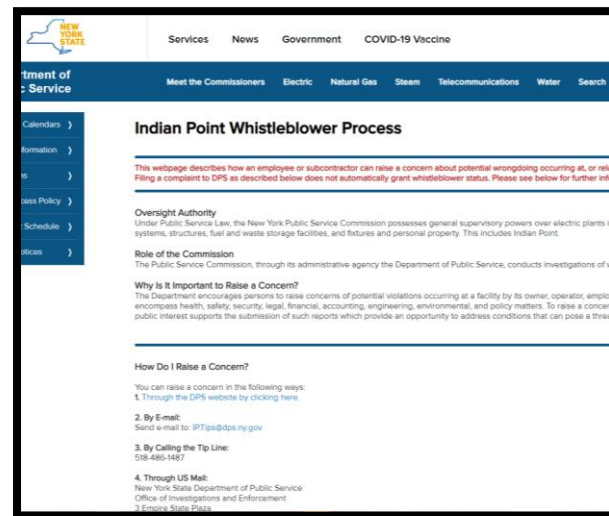 NEW
YORK
STATE
Services News Government COVID-19 Vaccine
rtment of
c Service
Meet the Commissioners Electric Natural Gas Steam Telecommunications Water Search
Calendars
formation
ns
cess Policy
t Schedule
otices
Indian Point Whistleblower Process
This webpage describes how an employee or subcontractor can raise a concern about potential wrongdoing occurring at, or rela
Filing a complaint to DPS as described below does not automatically grant whistleblower status. Please see below for further info
Oversight Authority
Under Public Service Law, the New York Public Service Commission possesses general supervisory powers over electric plants i
systems, structures, fuel and waste storage facilities, and fixtures and personal property. This includes Indian Point.
Role of the Commission
The Public Service Commission, through its administrative agency the Department of Public Service, conducts investigations of v
Why Is It Important to Raise a Concern?
The Department encourages persons to raise concerns of potential violations occurring at a facility by its owner, operator, emplo
encompass health, safety, security, legal, financial, accounting, engineering, environmental, and policy matters. To raise a concer
public interest supports the submission of such reports which provide an opportunity to address conditions that can pose a threa
How Do I Raise a Concern?
You can raise a concern in the following ways:
1. Through the DPS website by clicking here.
2. By E-mail:
Send e-mail to: IPTips@dps.ny.gov
3. By Calling the Tip Line:
518-486-1487
4. Through US Mail:
New York State Department of Public Service
Office of Investigations and Enforcement
3 Empire State Plaza